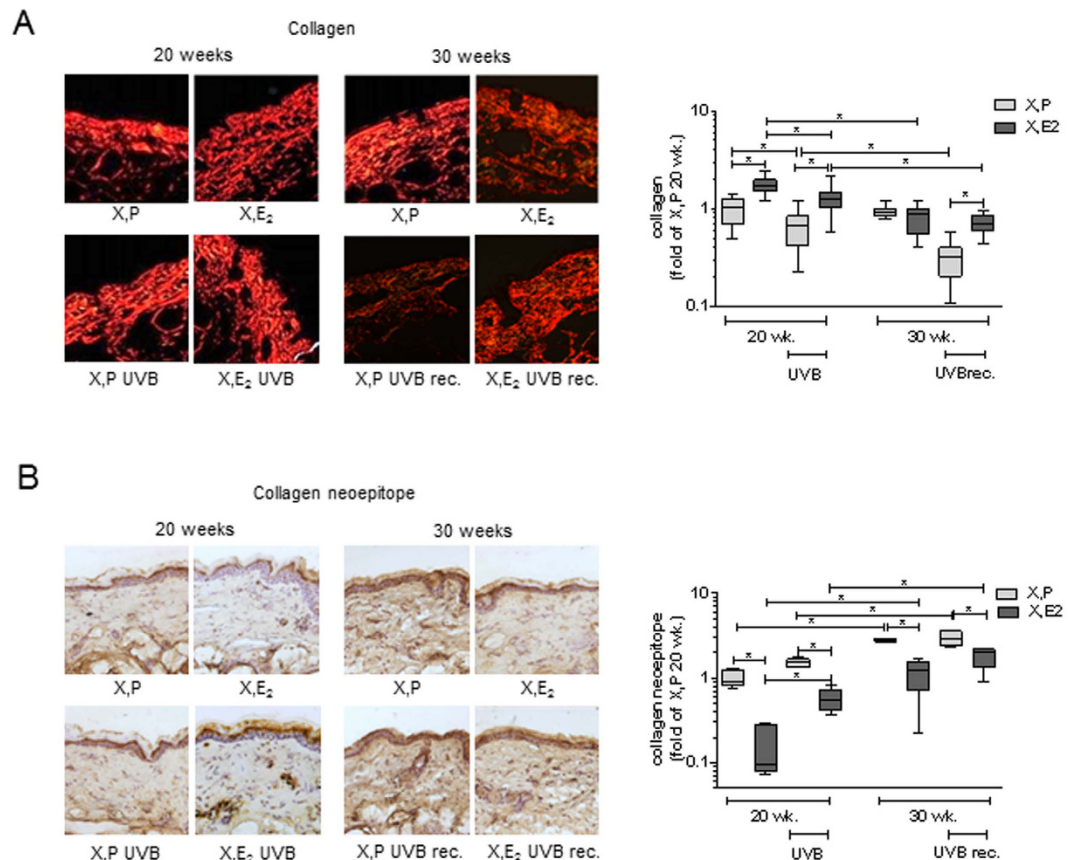 A
Collagen
20 weeks
30 weeks
X,P
X,E₂
X,P
X,E₂
X,P UVB
X,E₂ UVB
X,P UVB rec.
X,E₂ UVB rec.
10
1
0.1
collagen
(fold of X,P 20 wk.)
X,P
X,E2
20 wk.
30 wk.
UVB
UVBrec.
B
Collagen neoepitope
20 weeks
30 weeks
X,P
X,E₂
X,P
X,E₂
X,P UVB
X,E₂ UVB
X,P UVB rec.
X,E₂ UVB rec.
10
1
0.1
collagen neoepitope
(fold of X,P 20 wk.)
X,P
X,E2
20 wk.
30 wk.
UVB
UVB rec.